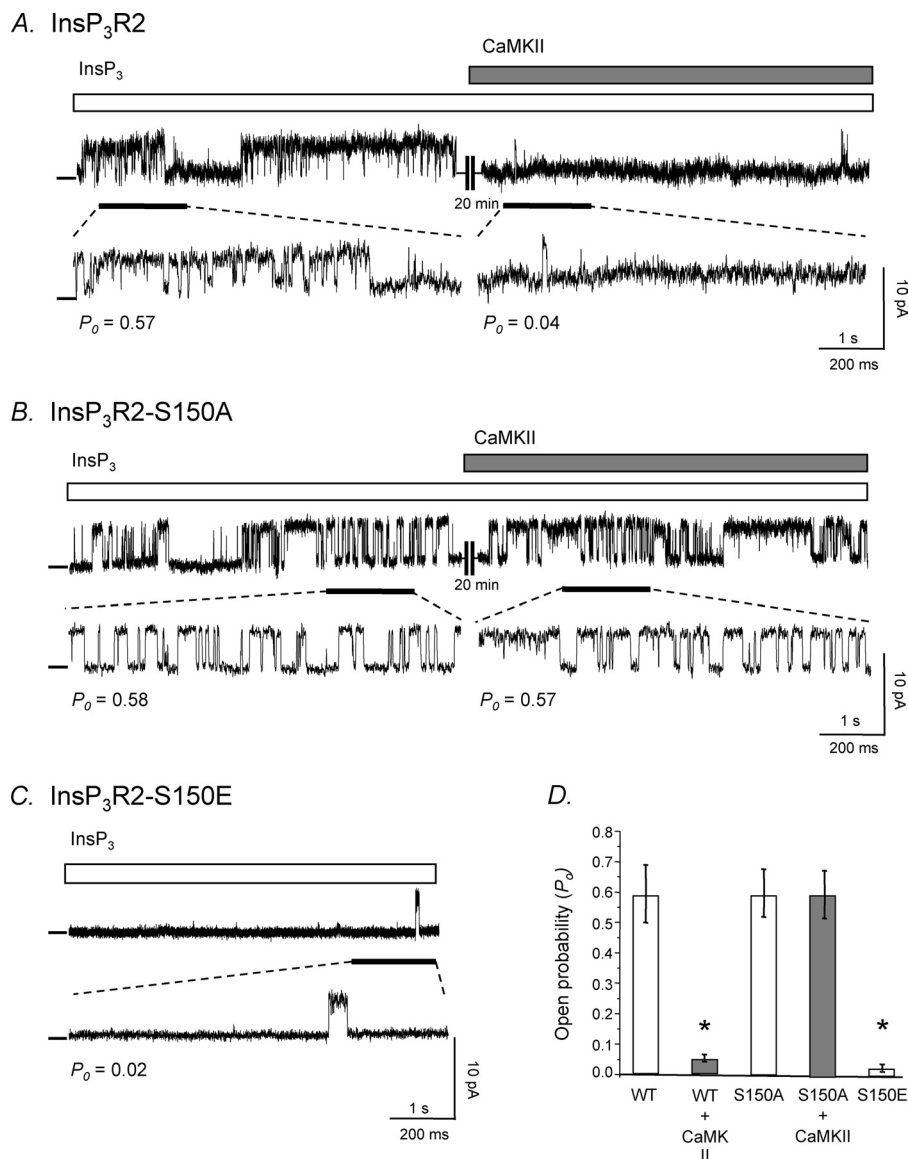 A. InsP3R2
CaMKII
InsP3
20 min
Po = 0.57
Po = 0.04
10 pA
1 s
200 ms
B. InsP3R2-S150A
CaMKII
InsP3
20 min
Po = 0.58
Po = 0.57
10 pA
1 s
200 ms
C. InsP3R2-S150E
InsP3
Po = 0.02
10 pA
1 s
200 ms
D.
Open probability (Po)
0.8
0.7
0.6
0.5
0.4
0.3
0.2
0.1
0.0
*
*
WT
WT
+
CaMK
II
S150A
S150A
+
CaMKII
S150E